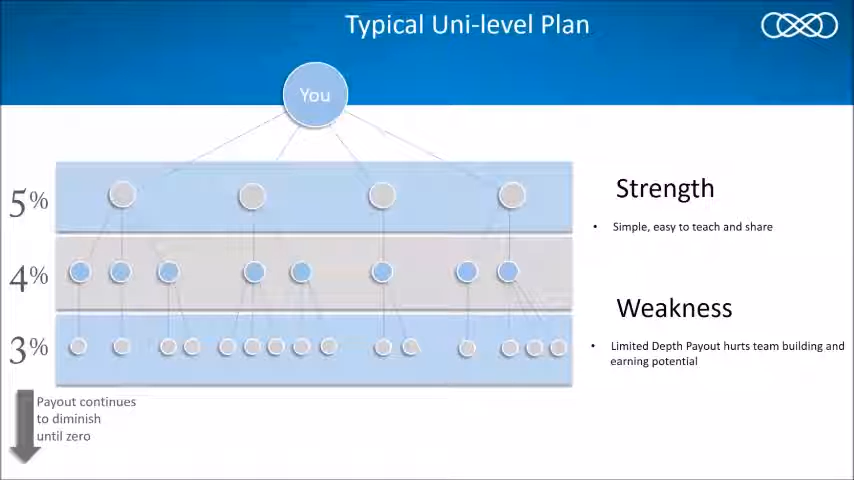 Typical Uni-level Plan
You
5%
4%
3%
Payout continues
to diminish
until zero
Strength
• Simple, easy to teach and share
Weakness
• Limited Depth Payout hurts team building and
earning potential